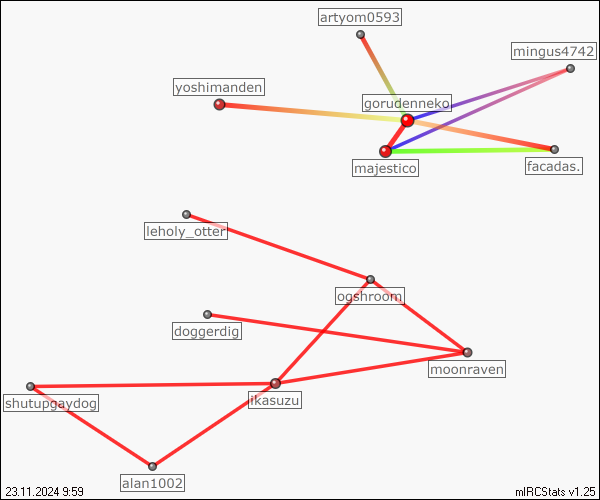 artyom0593
mingus4742
yoshimanden
gorudenneko
majestico
facadas.
leholy_otter
ogshroom
doggerdig
moonraven
shutupgaydog
ikasuzu
alan1002
23.11.2024 9:59
mIRCStats v1.25